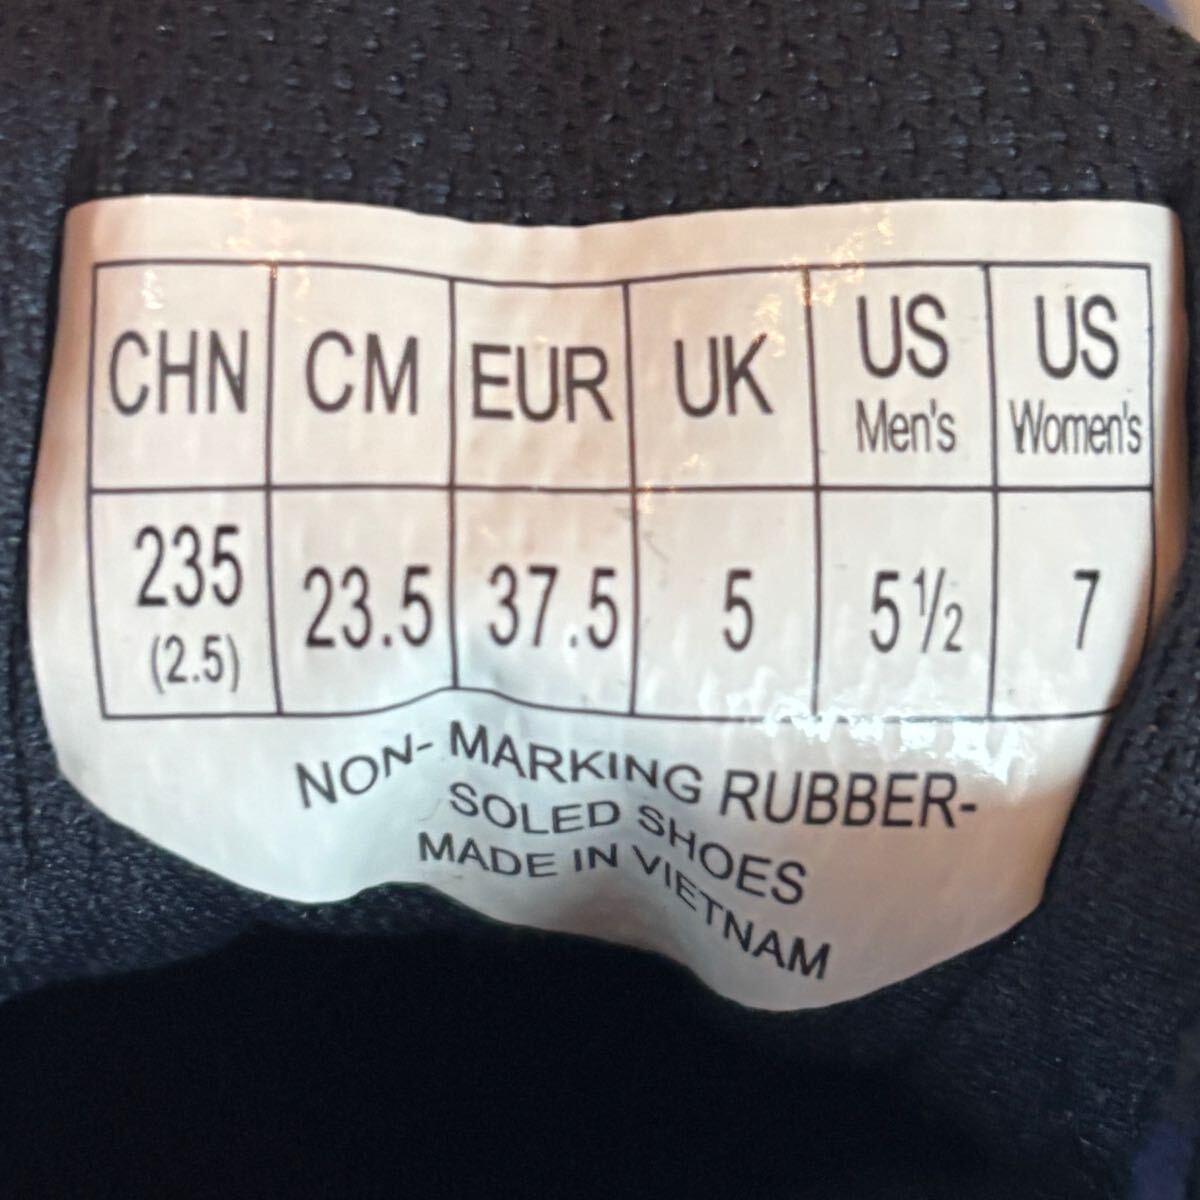 CHN CM EUR UK US Men's US Women's
235 (2.5) 23.5 37.5 5 5½ 7
NON-MARKING RUBBER-
SOLED SHOES
MADE IN VIETNAM